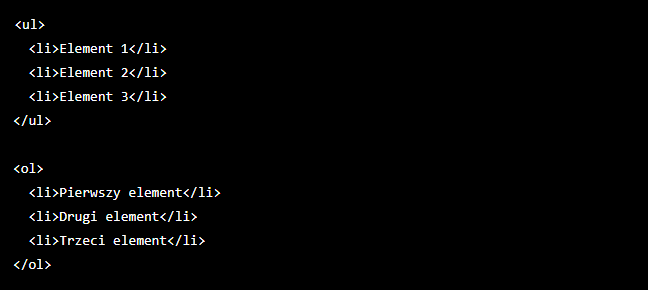 <ul>
<li>Element 1</li>
<li>Element 2</li>
<li>Element 3</li>
</ul>
<ol>
<li>Pierwszy element</li>
<li>Drugi element</li>
<li>Trzeci element</li>
</ol>